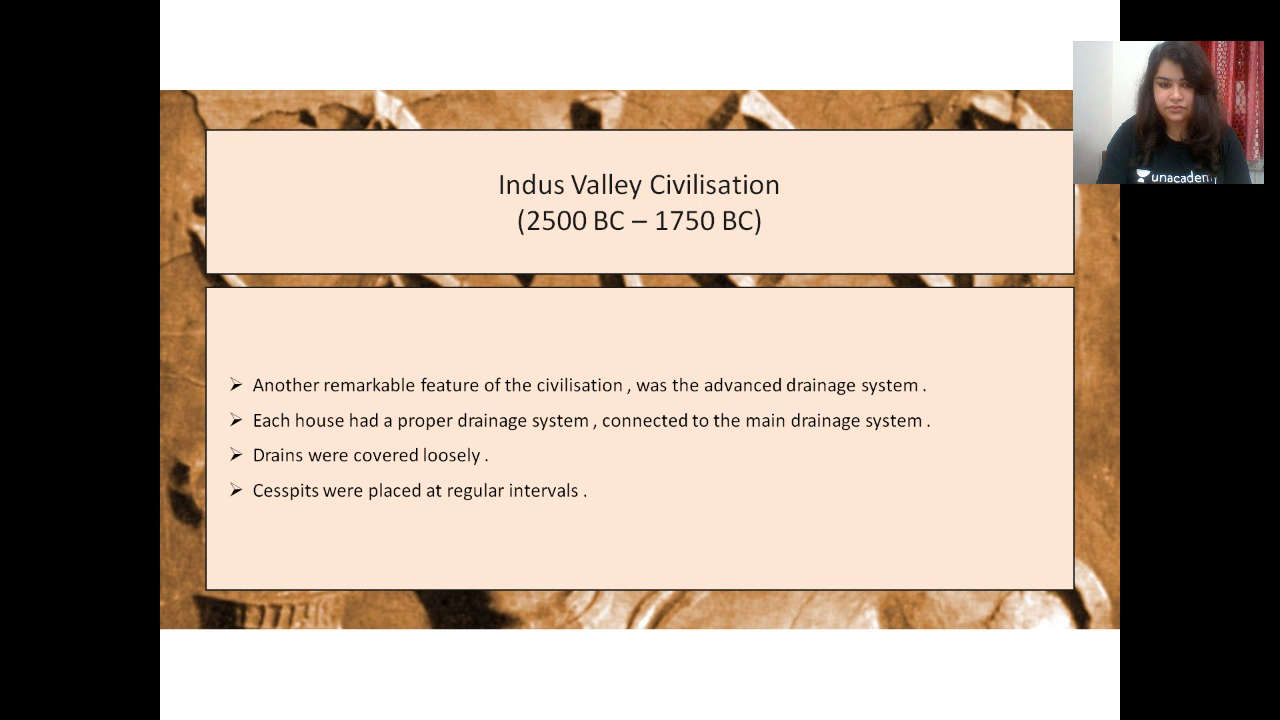 Indus Valley Civilisation
(2500 BC – 1750 BC)
Another remarkable feature of the civilisation , was the advanced drainage system .
Each house had a proper drainage system , connected to the main drainage system .
Drains were covered loosely .
Cesspits were placed at regular intervals .